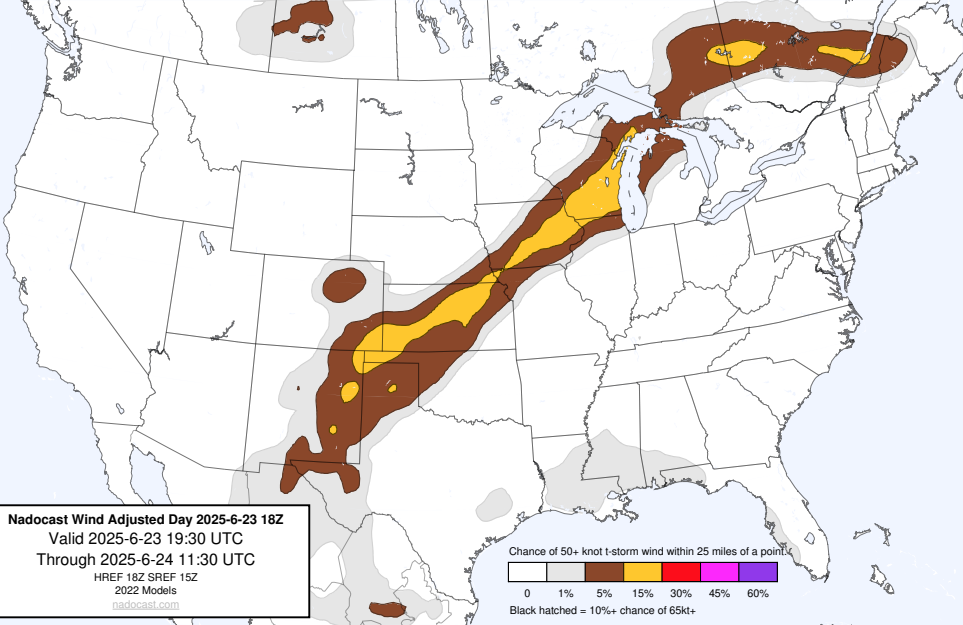 Nadocast Wind Adjusted Day 2025-6-23 18Z
Valid 2025-6-23 19:30 UTC
Through 2025-6-24 11:30 UTC
HREF 18Z SREF 15Z
2022 Models
nadocast.com
Chance of 50+ knot t-storm wind within 25 miles of a point.
0 1% 5% 15% 30% 45% 60%
Black hatched = 10%+ chance of 65kt+